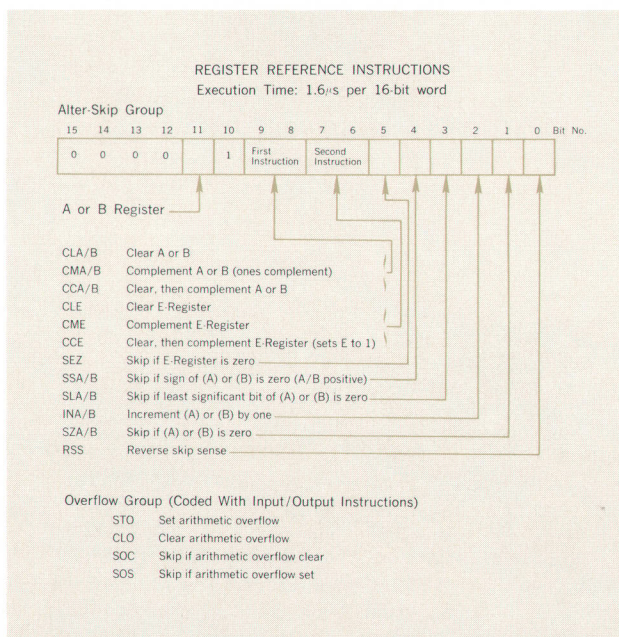 REGISTER REFERENCE INSTRUCTIONS
Execution Time: 1.6μs per 16-bit word
Alter-Skip Group
15 14 13 12 11 10 9 8 7 6 5 4 3 2 1 0 Bit No.
0 0 0 0 1 First Instruction Second Instruction
A or B Register
CLA/B Clear A or B
CMA/B Complement A or B (ones complement)
CCA/B Clear, then complement A or B
CLE Clear E-Register
CME Complement E-Register
CCE Clear, then complement E-Register (sets E to 1)
SEZ Skip if E-Register is zero
SSA/B Skip if sign of (A) or (B) is zero (A/B positive)
SLA/B Skip if least significant bit of (A) or (B) is zero
INA/B Increment (A) or (B) by one
SZA/B Skip if (A) or (B) is zero
RSS Reverse skip sense
Overflow Group (Coded With Input/Output Instructions)
STO Set arithmetic overflow
CLO Clear arithmetic overflow
SOC Skip if arithmetic overflow clear
SOS Skip if arithmetic overflow set